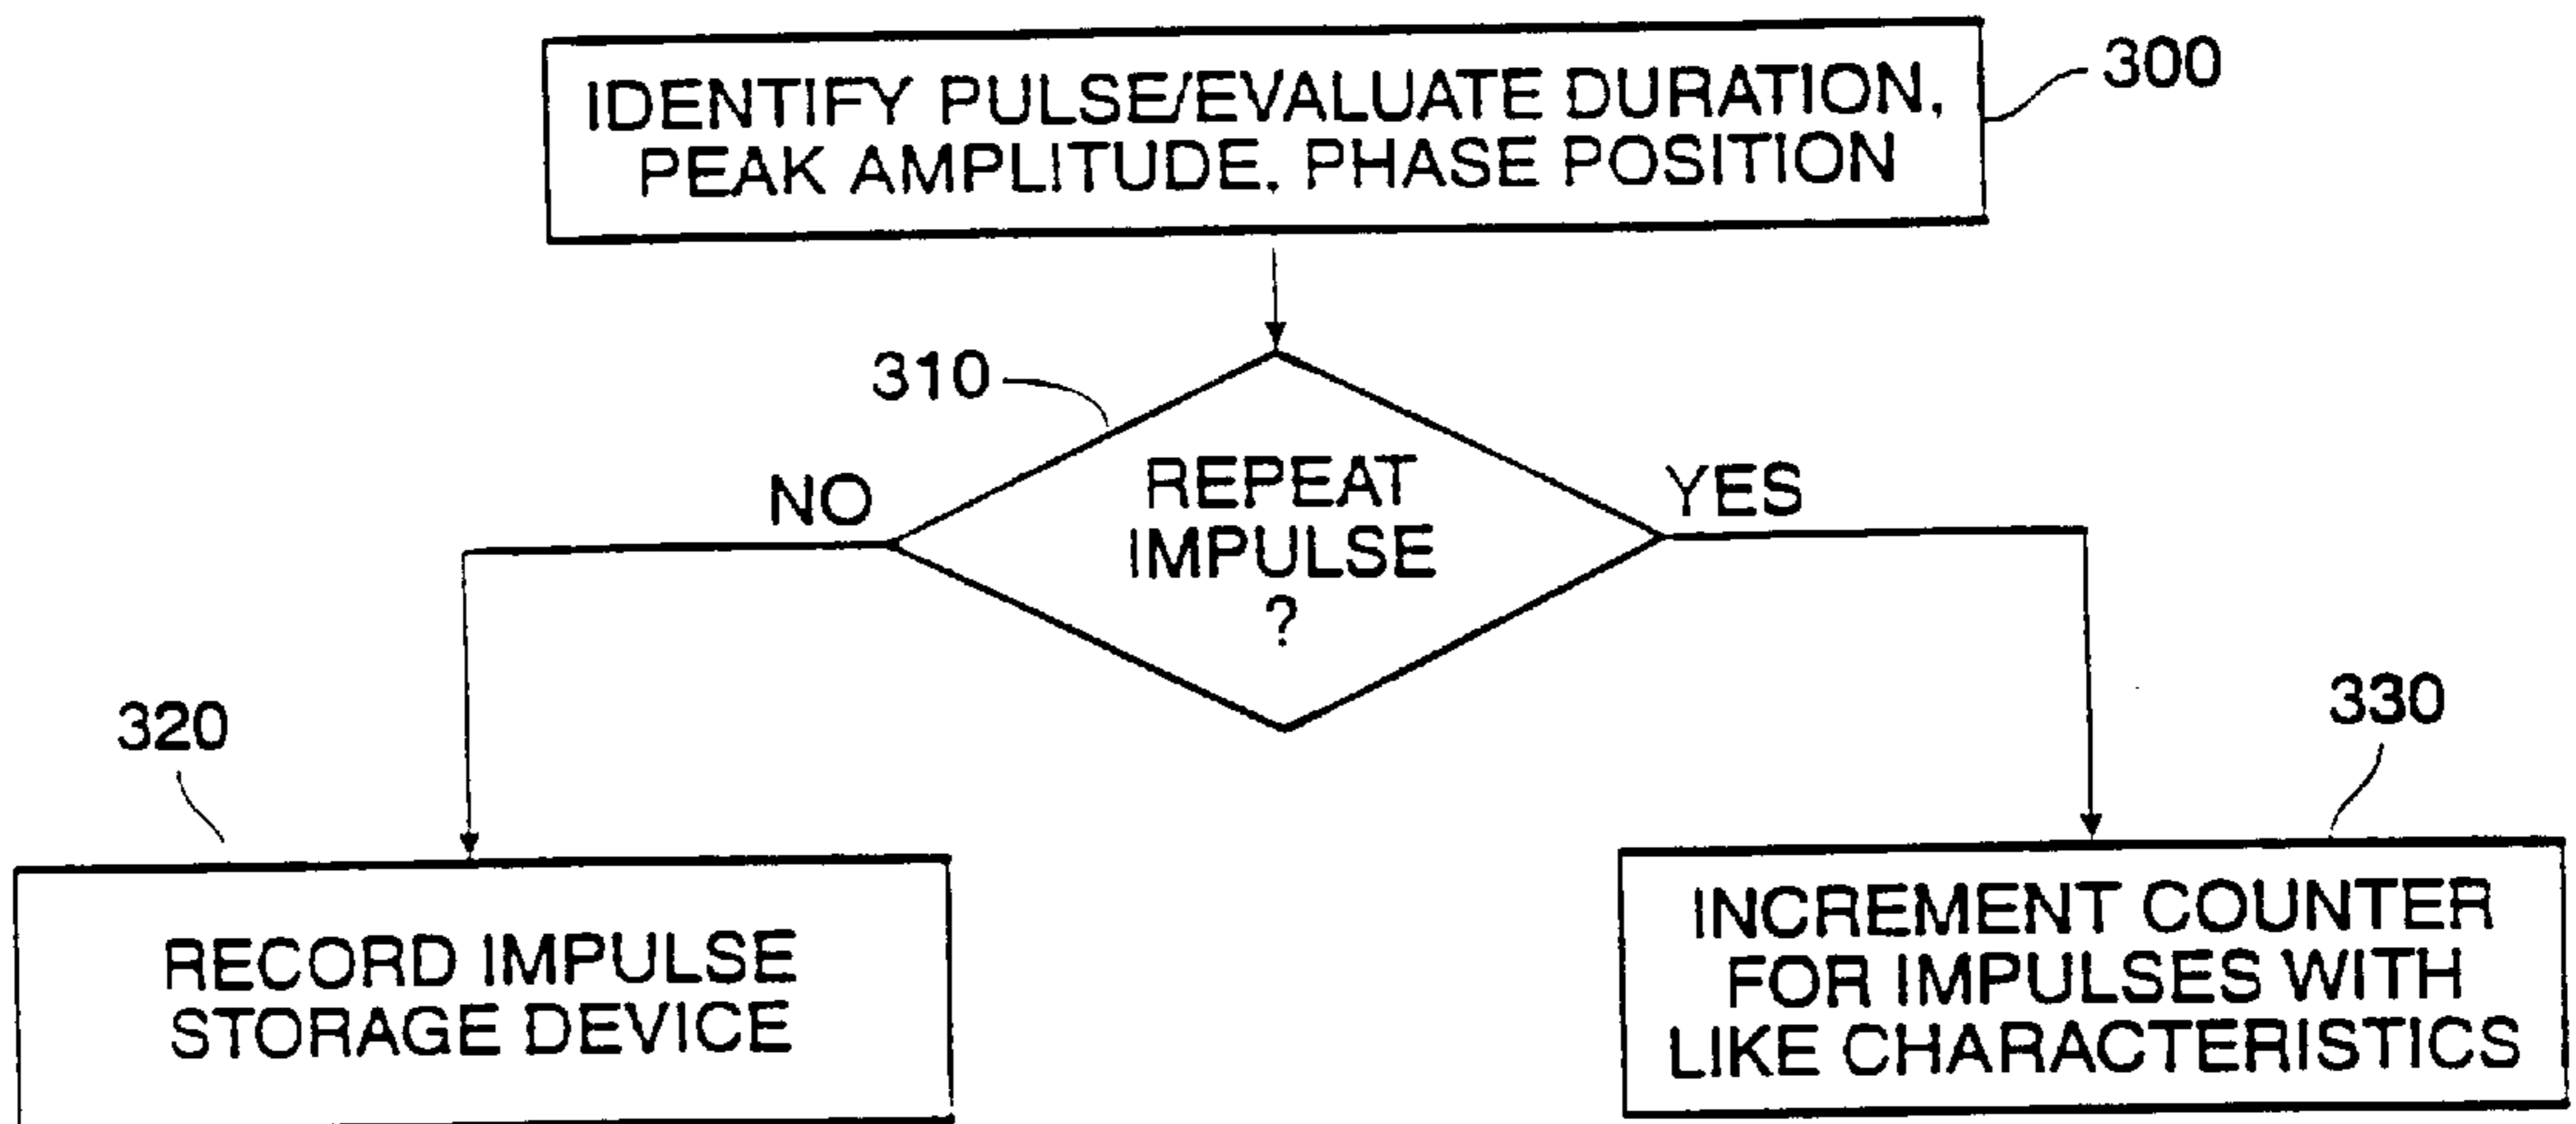 IDENTIFY PULSE/EVALUATE DURATION,
PEAK AMPLITUDE, PHASE POSITION
300
310
REPEAT
IMPULSE
?
NO
YES
320
330
RECORD IMPULSE
STORAGE DEVICE
INCREMENT COUNTER
FOR IMPULSES WITH
LIKE CHARACTERISTICS